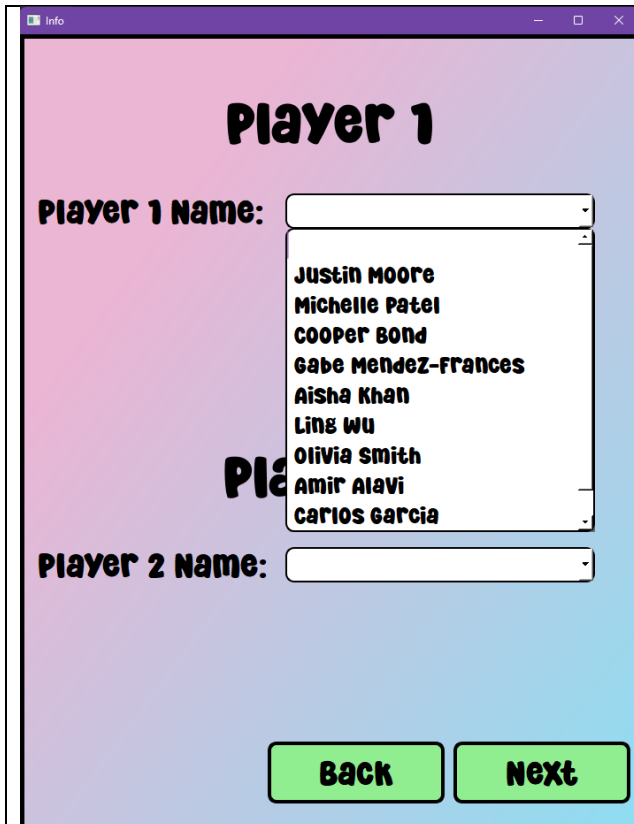 Info
Player 1
Player 1 Name:
Justin Moore
Michelle Patel
Cooper Bond
Gabe Mendez-Frances
Aisha Khan
Ling Wu
Olivia Smith
Amir Alavi
Carlos Garcia
Player 2 Name:
Back
Next